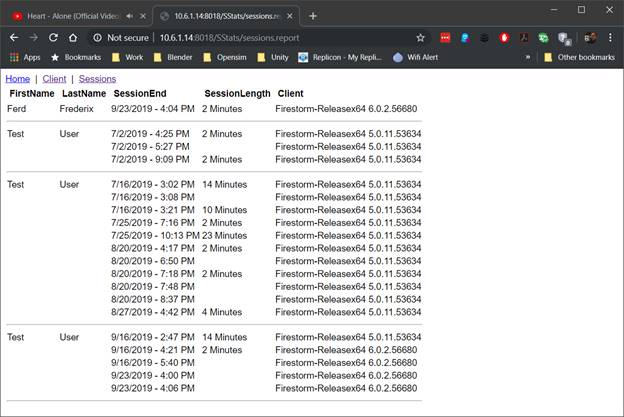 Heart - Alone (Official Video)
10.6.1.14:8018/SStats/sessions.report
Not secure | 10.6.1.14:8018/SStats/sessions.report
Apps Bookmarks Work Blender Opensim Unity Replicon - My Repli... Wifi Alert » Other bookmarks
Home | Client | Sessions
FirstName LastName SessionEnd SessionLength Client
Ferd Frederix 9/23/2019 - 4:04 PM 2 Minutes Firestorm-Releasex64 6.0.2.56680
Test User 7/2/2019 - 4:25 PM 2 Minutes Firestorm-Releasex64 5.0.11.53634
7/2/2019 - 5:27 PM Firestorm-Releasex64 5.0.11.53634
7/2/2019 - 9:09 PM 2 Minutes Firestorm-Releasex64 5.0.11.53634
Test User 7/16/2019 - 3:02 PM 14 Minutes Firestorm-Releasex64 5.0.11.53634
7/16/2019 - 3:08 PM Firestorm-Releasex64 5.0.11.53634
7/16/2019 - 3:21 PM 10 Minutes Firestorm-Releasex64 5.0.11.53634
7/25/2019 - 7:16 PM 2 Minutes Firestorm-Releasex64 5.0.11.53634
7/25/2019 - 10:13 PM 23 Minutes Firestorm-Releasex64 5.0.11.53634
8/20/2019 - 4:17 PM 2 Minutes Firestorm-Releasex64 5.0.11.53634
8/20/2019 - 6:50 PM Firestorm-Releasex64 5.0.11.53634
8/20/2019 - 7:18 PM 2 Minutes Firestorm-Releasex64 5.0.11.53634
8/20/2019 - 7:48 PM Firestorm-Releasex64 5.0.11.53634
8/20/2019 - 8:37 PM Firestorm-Releasex64 5.0.11.53634
8/27/2019 - 4:42 PM 4 Minutes Firestorm-Releasex64 5.0.11.53634
Test User 9/16/2019 - 2:47 PM 14 Minutes Firestorm-Releasex64 5.0.11.53634
9/16/2019 - 4:21 PM 2 Minutes Firestorm-Releasex64 6.0.2.56680
9/16/2019 - 5:40 PM Firestorm-Releasex64 6.0.2.56680
9/23/2019 - 4:00 PM Firestorm-Releasex64 6.0.2.56680
9/23/2019 - 4:06 PM Firestorm-Releasex64 6.0.2.56680